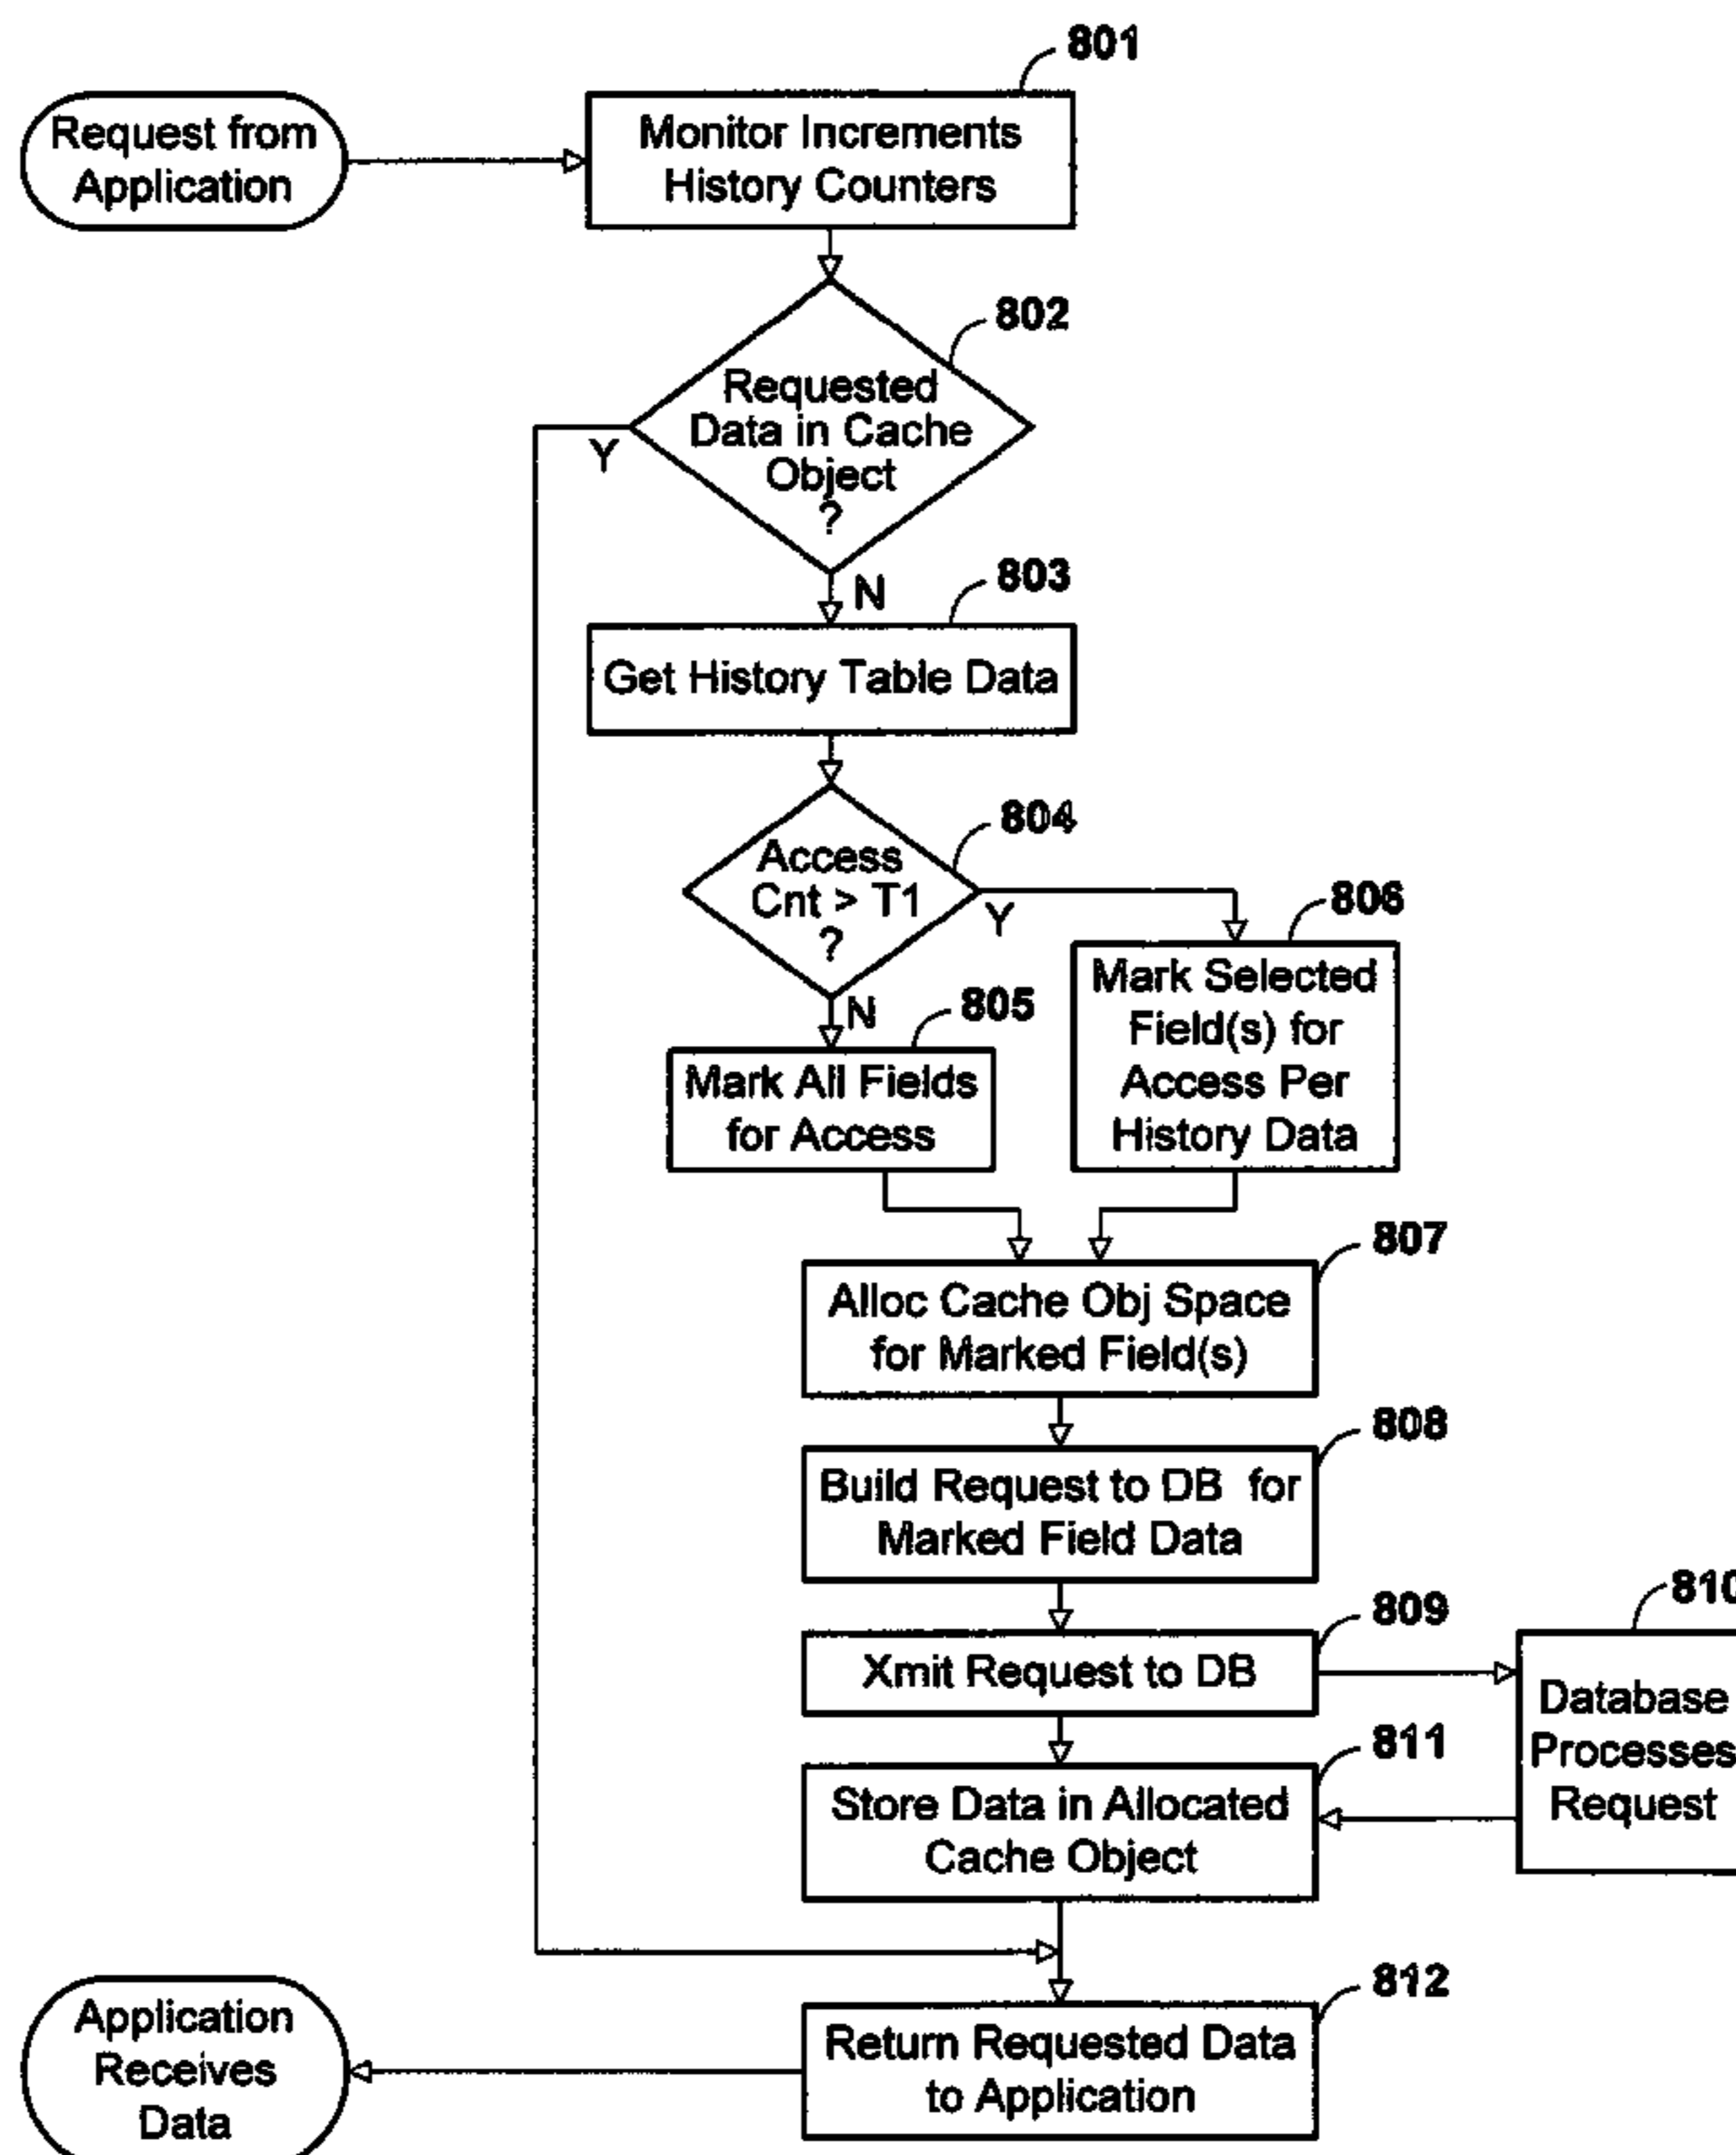 801
Request from
Application
Monitor Increments
History Counters
802
Requested
Data in Cache
Object
?
Y
N
803
Get History Table Data
804
Access
Cnt > T1
?
Y
N
805
Mark All Fields
for Access
806
Mark Selected
Field(s) for
Access Per
History Data
807
Alloc Cache Obj Space
for Marked Field(s)
808
Build Request to DB for
Marked Field Data
809
Xmit Request to DB
810
Database
Processes
Request
811
Store Data in Allocated
Cache Object
812
Return Requested Data
to Application
Application
Receives
Data